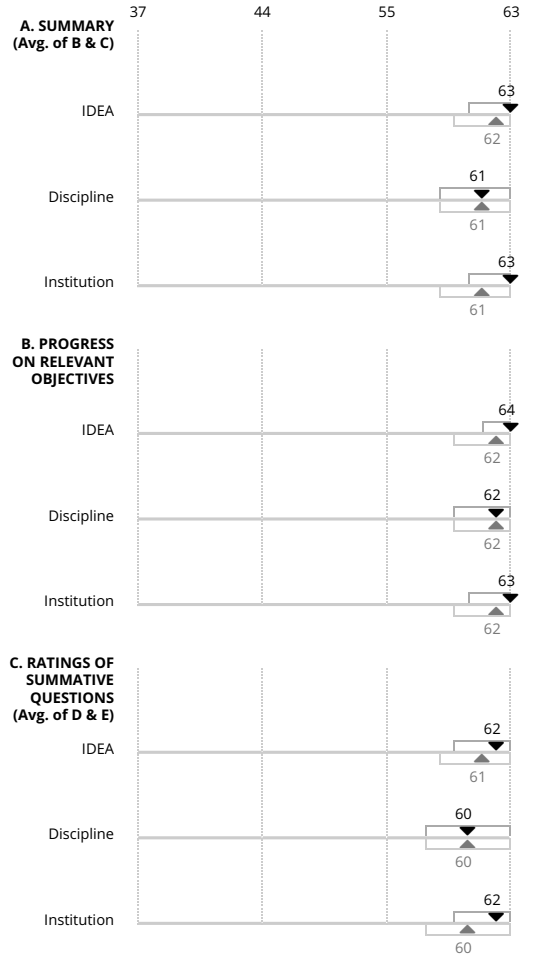 37 44 55 63
A. SUMMARY
(Avg. of B & C)
63
IDEA
62
61
Discipline
61
63
Institution
61
B. PROGRESS
ON RELEVANT
OBJECTIVES
64
IDEA
62
62
Discipline
62
63
Institution
62
C. RATINGS OF
SUMMATIVE
QUESTIONS
(Avg. of D & E)
62
IDEA
61
60
Discipline
60
62
Institution
60